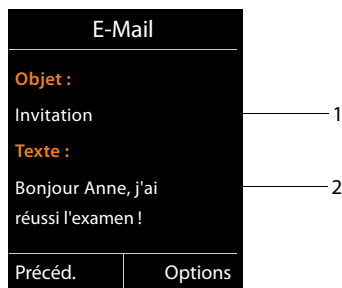 E-Mail
Objet :
Invitation
1
Texte :
Bonjour Anne, j'ai
2
réussi l'examen !
Précéd.
Options